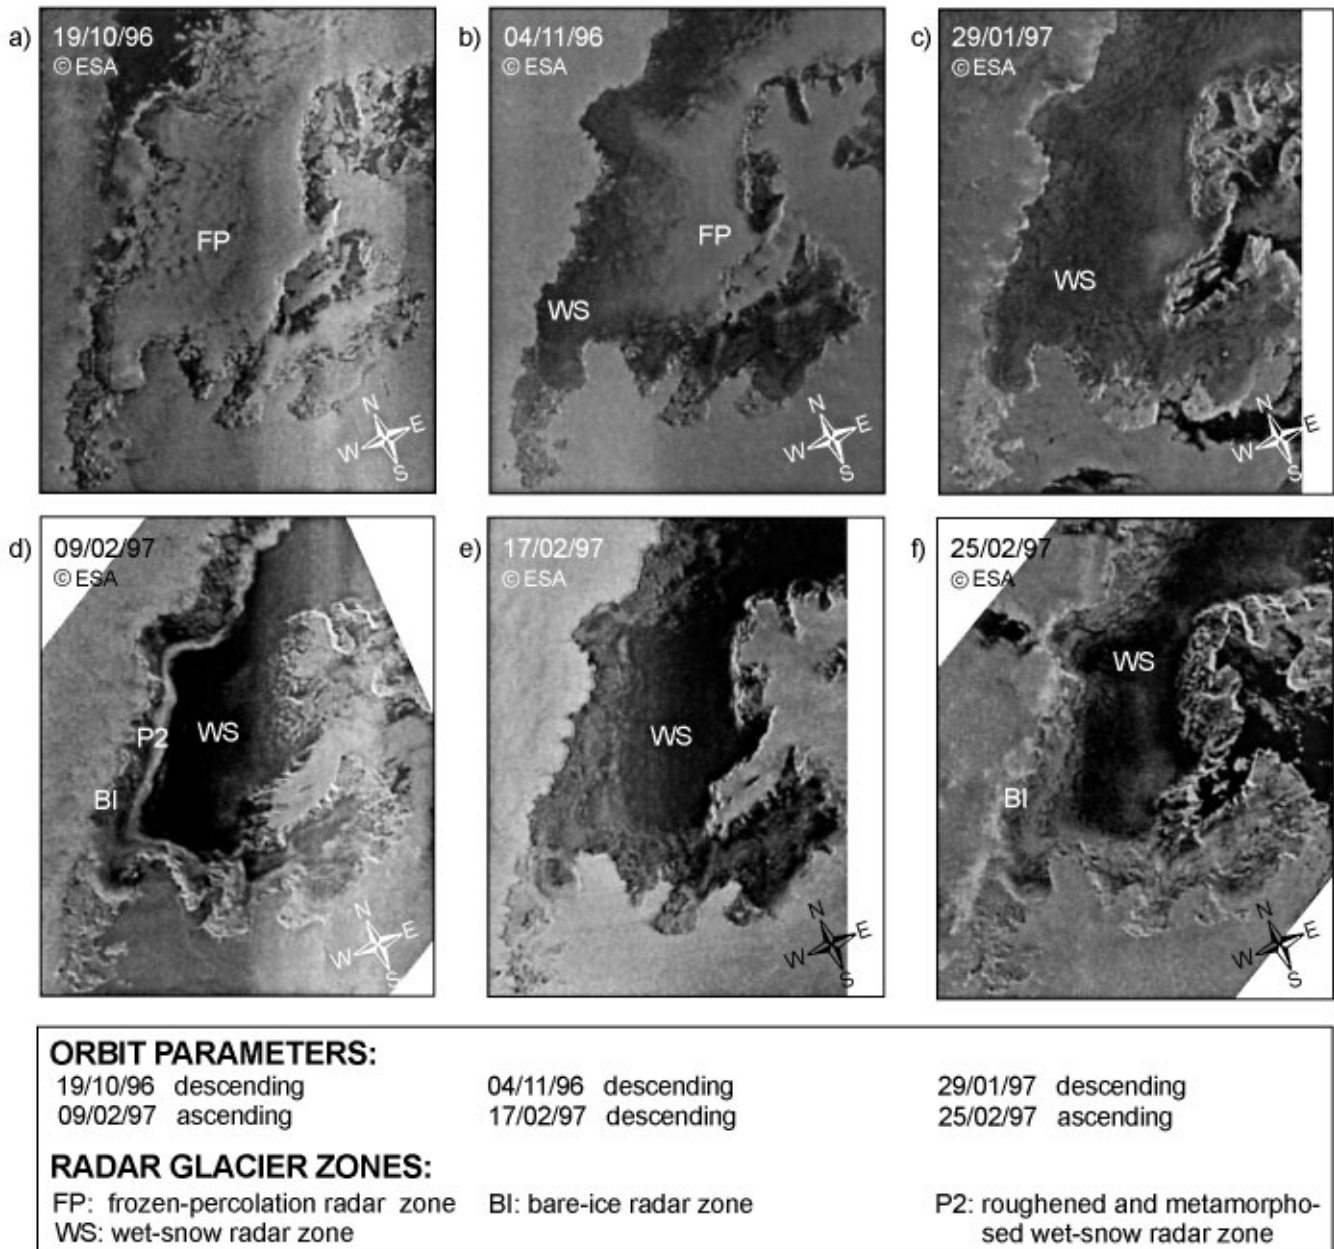 a) 19/10/96
© ESA
FP
N
W E
S
b) 04/11/96
© ESA
FP
WS
N
W E
S
c) 29/01/97
© ESA
WS
N
W E
S
d) 09/02/97
© ESA
P2 WS
BI
N
W E
S
e) 17/02/97
© ESA
WS
N
W E
S
f) 25/02/97
© ESA
WS
BI
N
W E
S
ORBIT PARAMETERS:
19/10/96 descending 04/11/96 descending 29/01/97 descending
09/02/97 ascending 17/02/97 descending 25/02/97 ascending
RADAR GLACIER ZONES:
FP: frozen-percolation radar zone BI: bare-ice radar zone P2: roughened and metamorpho-
WS: wet-snow radar zone sed wet-snow radar zone